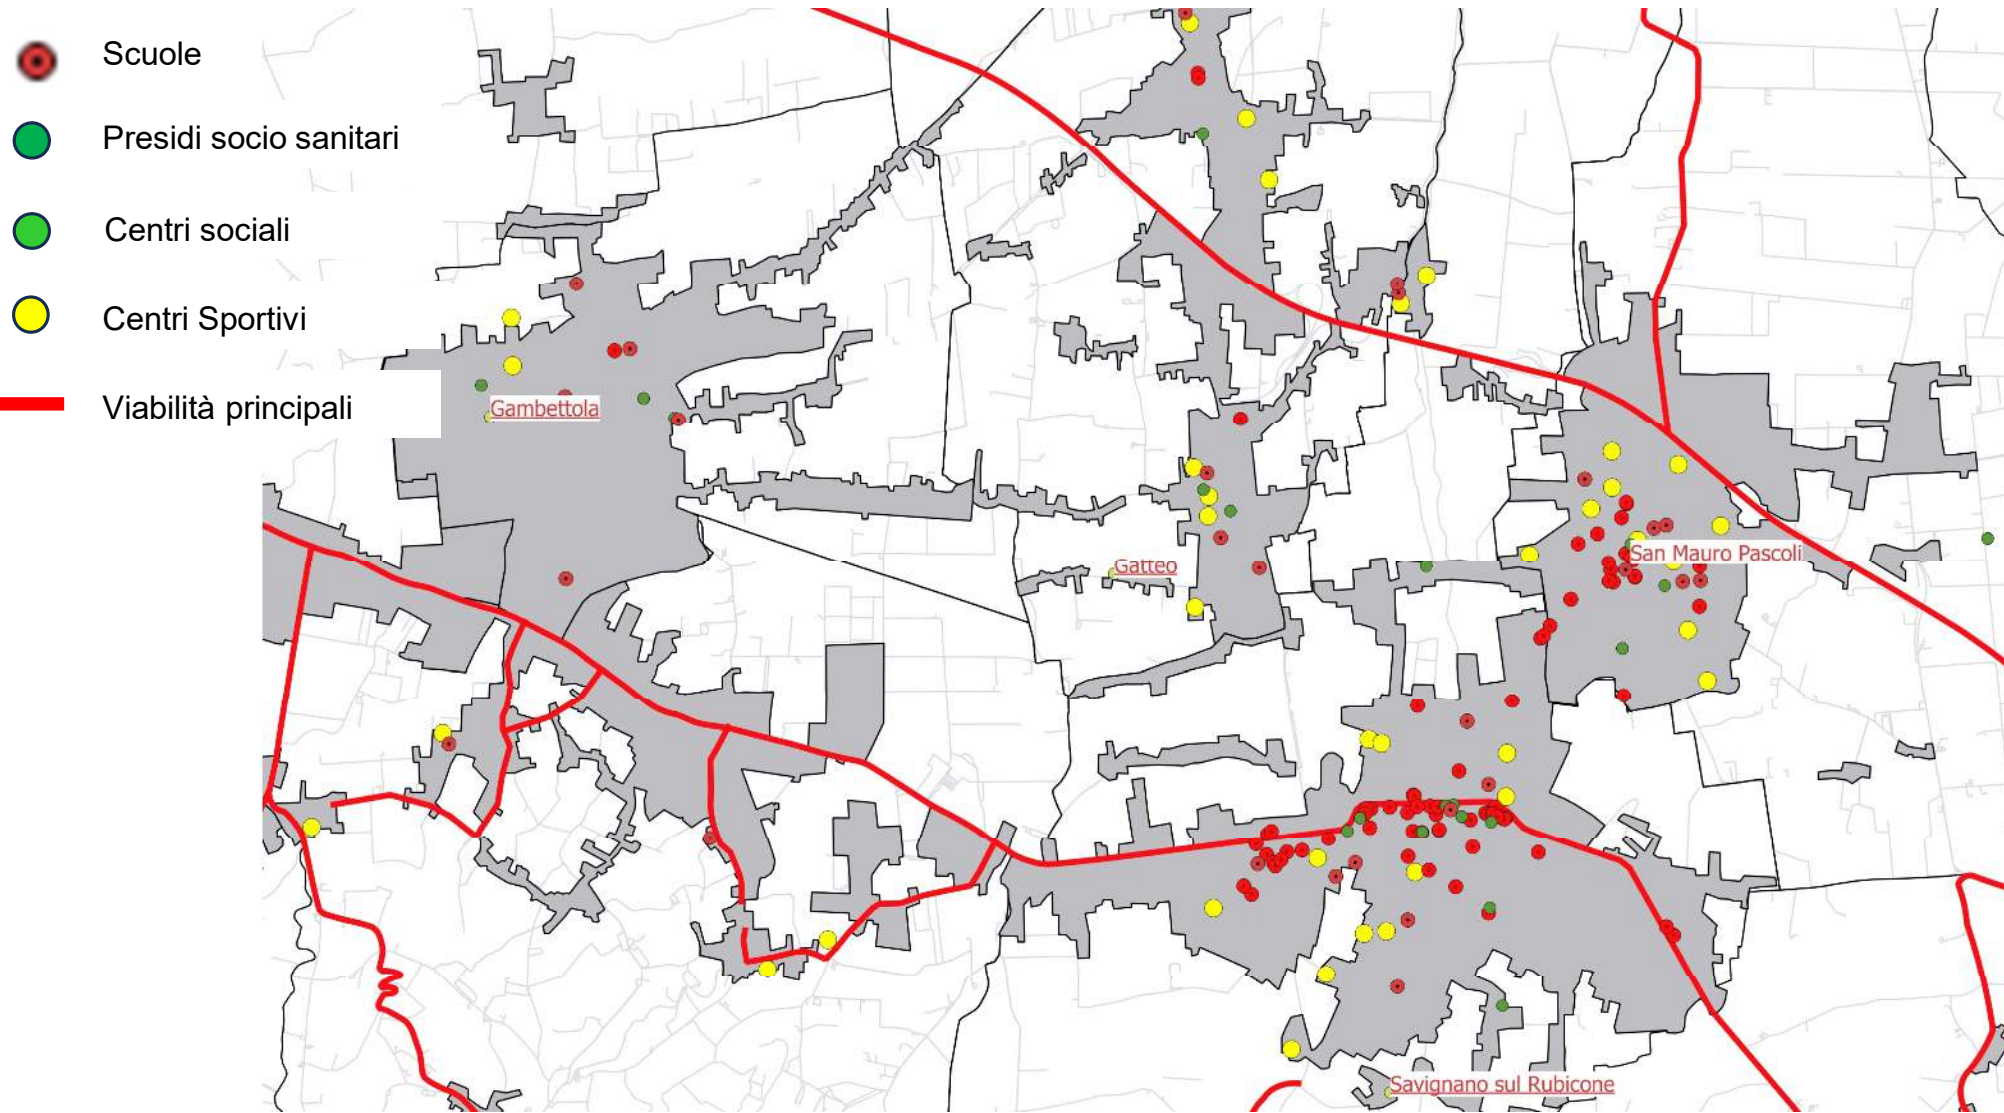 Scuole
Presidi socio sanitari
Centri sociali
Centri Sportivi
Viabilità principali
Gambettola
Gatteo
San Mauro Pascoli
Savignano sul Rubicone